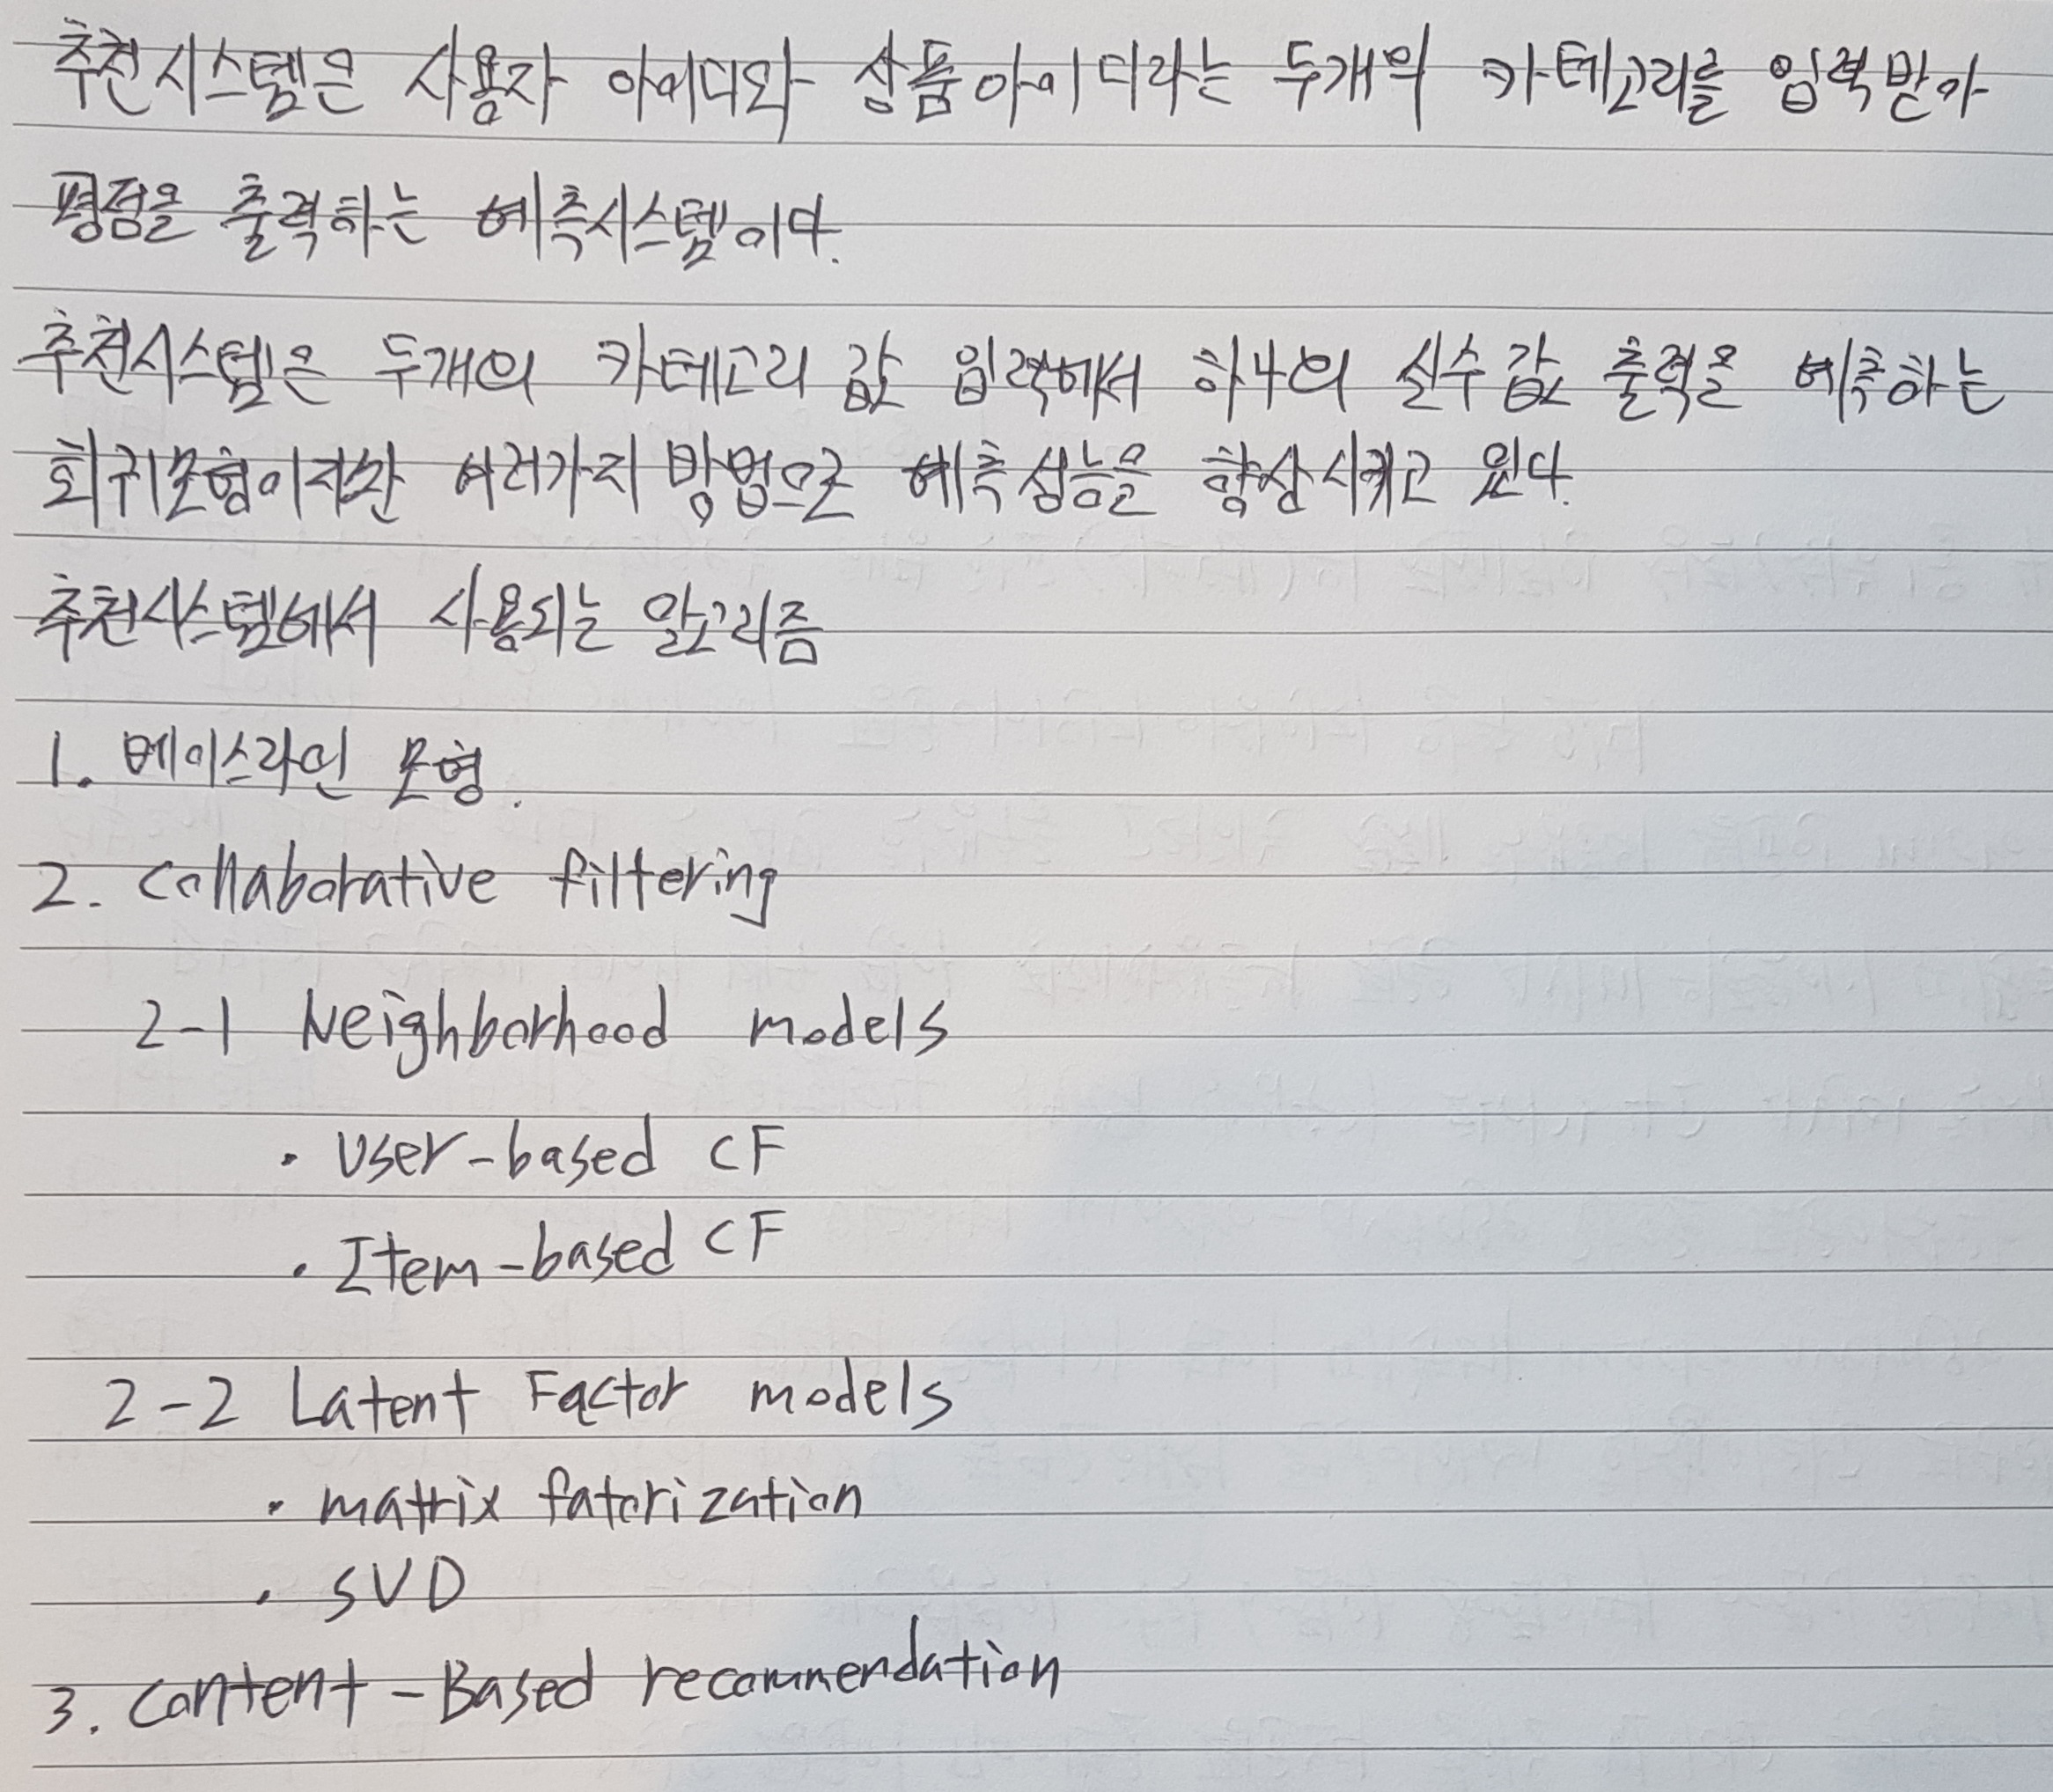 추천시스템은 사용자 아이디와 상품아이디라는 두개의 카테고리를 입력받아
평점을 출력하는 예측시스템이다.
추천시스템은 두개의 카테고리 값 입력에서 하나의 실수값 출력을 예측하는
회귀모형이지만 여러가지 방법으로 예측성능을 향상시키고 있다.
추천시스템에서 사용되는 알고리즘
1. 베이스라인 모형.
2. collaborative filtering
2-1 Neighborhood models
• User-based CF
• Item-based CF
2-2 Latent Factor models
• matrix fatorization
• SVD
3. Content-Based recommendation